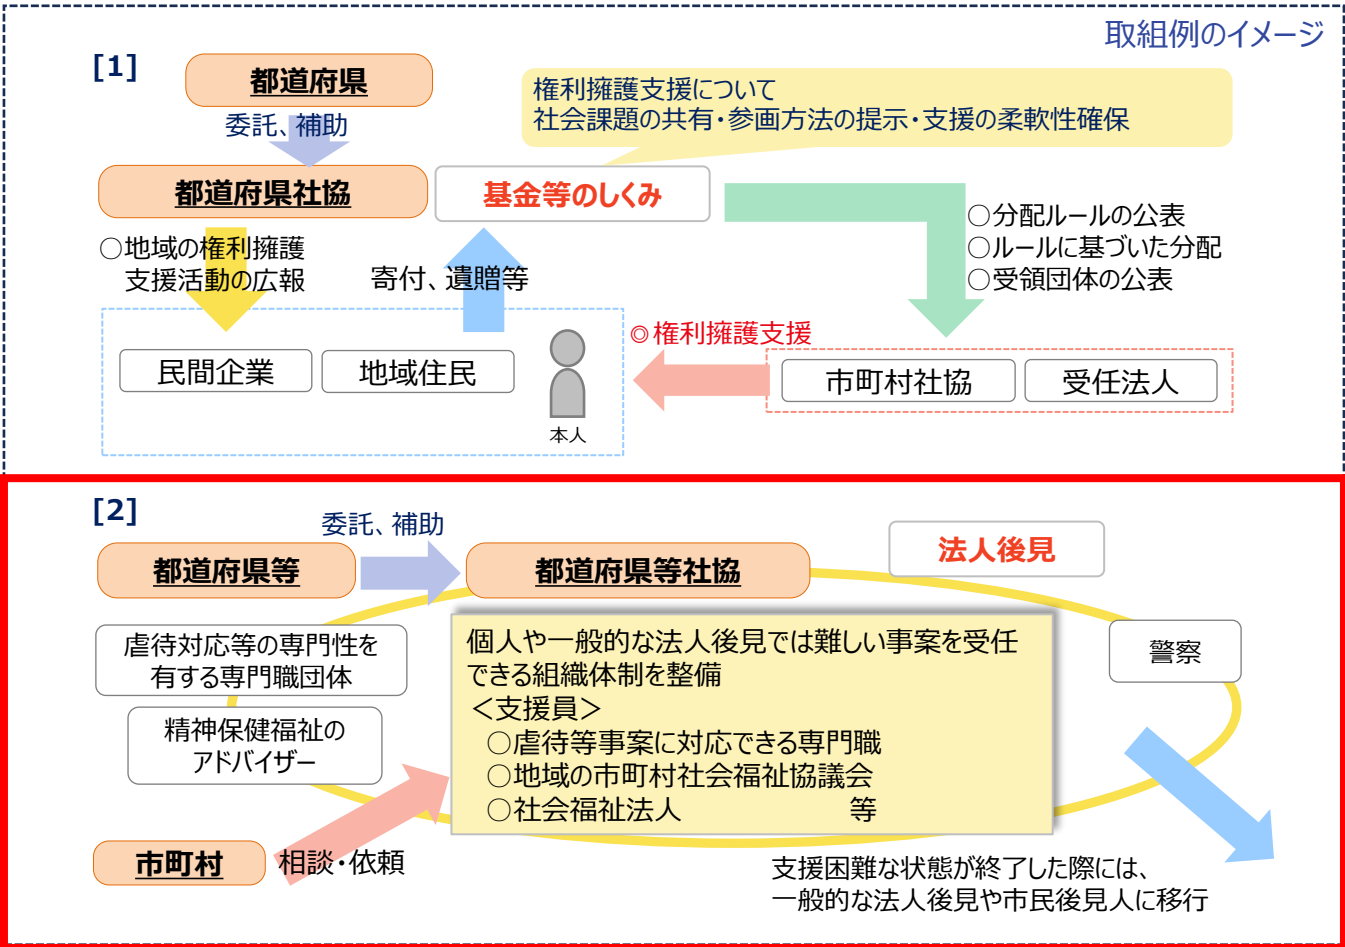 取組例のイメージ
[1]
都道府県
委託、補助
権利擁護支援について
社会課題の共有・参画方法の提示・支援の柔軟性確保
都道府県社協
基金等のしくみ
○地域の権利擁護
支援活動の広報
寄付、遺贈等
○分配ルールの公表
○ルールに基づいた分配
○受領団体の公表
◎権利擁護支援
民間企業
地域住民
本人
市町村社協
受任法人
[2]
委託、補助
都道府県等
都道府県等社協
法人後見
虐待対応等の専門性を
有する専門職団体
精神保健福祉の
アドバイザー
個人や一般的な法人後見では難しい事案を受任
できる組織体制を整備
＜支援員＞
○虐待等事案に対応できる専門職
○地域の市町村社会福祉協議会
○社会福祉法人　　　　　　等
警察
市町村
相談・依頼
支援困難な状態が終了した際には、
一般的な法人後見や市民後見人に移行